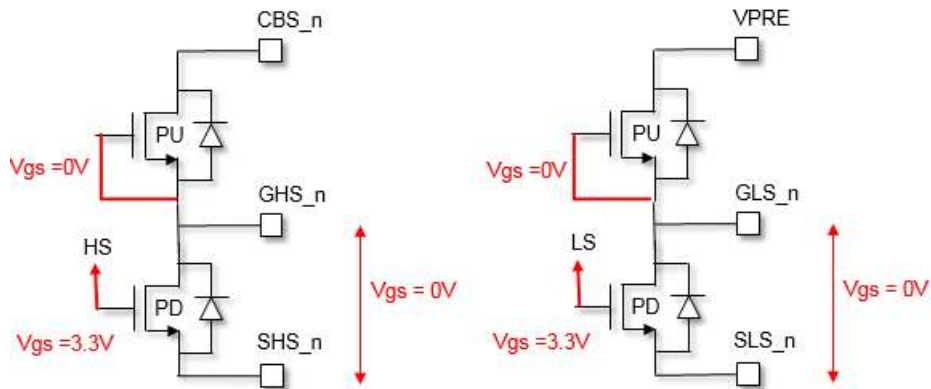 CBS_n
PU
Vgs =0V
GHS_n
HS
PD
Vgs = 0V
Vgs =3.3V
SHS_n
VPRE
PU
Vgs =0V
GLS_n
LS
PD
Vgs = 0V
Vgs =3.3V
SLS_n